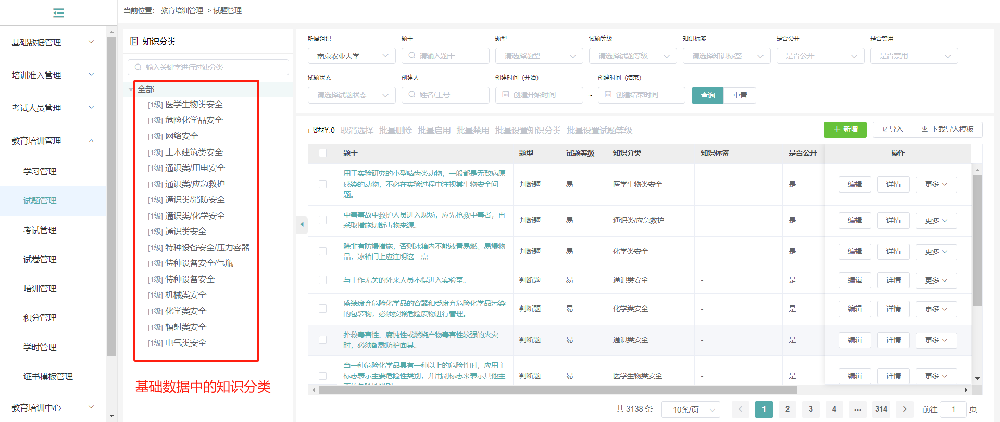 当前位置： 教育培训管理 -> 试题管理
基础数据管理
培训准入管理
考试人员管理
教育培训管理
学习管理
试题管理
考试管理
试卷管理
培训管理
积分管理
学时管理
证书模板管理
教育培训中心
知识分类
输入关键字进行过滤分类
全部
[1级] 医学生物类安全
[1级] 危险化学品安全
[1级] 网络安全
[1级] 土木建筑类安全
[1级] 通识类/用电安全
[1级] 通识类/应急救护
[1级] 通识类/消防安全
[1级] 通识类/化学安全
[1级] 通识类安全
[1级] 特种设备安全/压力容器
[1级] 特种设备安全/气瓶
[1级] 特种设备安全
[1级] 机械类安全
[1级] 化学类安全
[1级] 辐射类安全
[1级] 电气类安全
基础数据中的知识分类
所属组织 题干 题型 试题等级 知识标签 是否公开 是否禁用
南京农业大学 请输入题干 请选择题型 请选择试题等级 请选择知识标签 是否公开 是否禁用
试题状态 创建人 创建时间（开始） 创建时间（结束）
请选择试题状态 姓名/工号 创建开始时间 ~ 创建结束时间 查询 重置
已选择:0 取消选择 批量删除 批量启用 批量禁用 批量设置知识分类 批量设置试题等级 新增 导入 下载导入模板
题干 题型 试题等级 知识分类 知识标签 是否公开 操作
用于实验研究的小型啮齿类动物，一般都是无致病原
感染的动物，不必在实验过程中注视其生物安全问
题。
判断题 易 医学生物类安全 - 是 编辑 详情 更多
中毒事故中救护人员进入现场，应先抢救中毒者，再
采取措施切断毒物来源。
判断题 易 通识类/应急救护 - 是 编辑 详情 更多
除非有防爆措施，否则冰箱内不能放置易燃、易爆物
品，冰箱门上应注明这一点
判断题 易 化学类安全 - 是 编辑 详情 更多
与工作无关的外来人员不得进入实验室。
判断题 易 通识类安全 - 是 编辑 详情 更多
盛装废弃危险化学品的容器和受废弃危险化学品污染
的包装物，必须按照危险废物进行管理。
判断题 易 化学类安全 - 是 编辑 详情 更多
扑救毒害性、腐蚀性或燃烧产物毒害性较强的火灾
时，必须配戴防护面具。
判断题 易 通识类安全 - 是 编辑 详情 更多
当一种危险化学品具有一种以上的危险性时，应用主
标志表示主要危险性类别，并用副标志来表示其他主
判断题 易 医学生物类安全 - 是 编辑 详情 更多
共 3138 条 10条/页 1 2 3 4 ... 314 前往 1 页